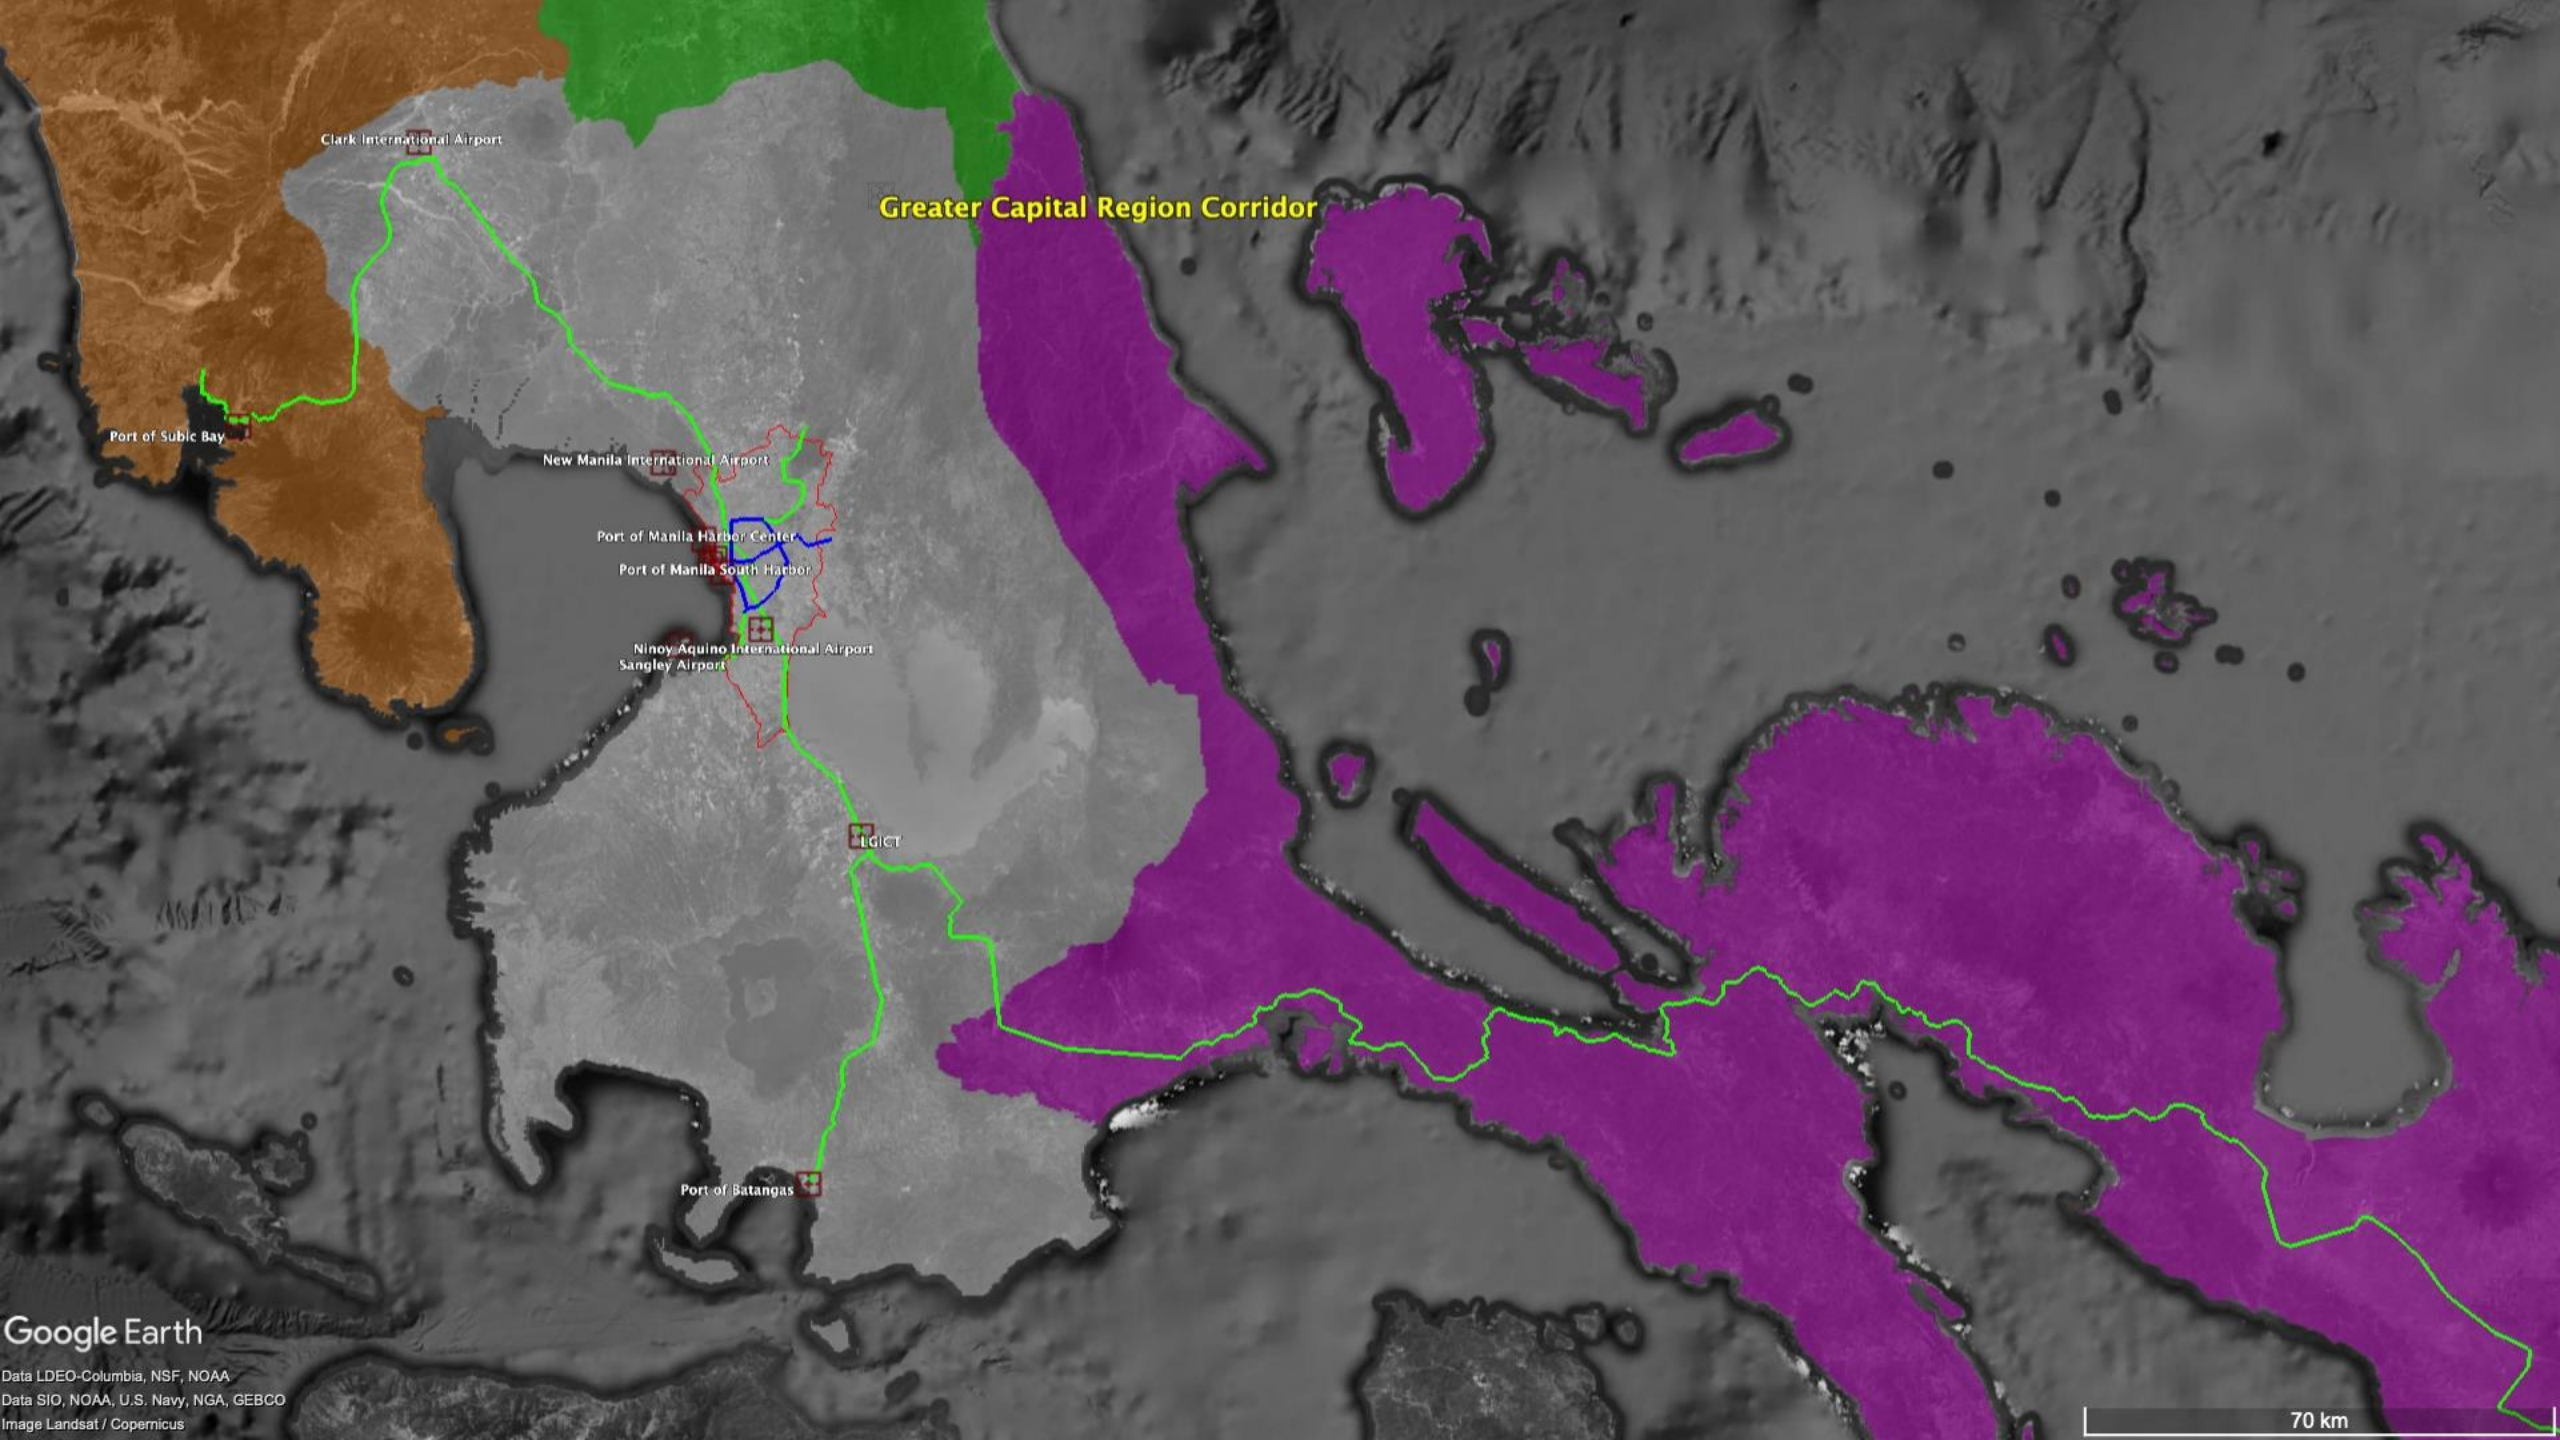 Clark International Airport
Greater Capital Region Corridor
Port of Subic Bay
New Manila International Airport
Port of Manila Harbor Center
Port of Manila South Harbor
Ninoy Aquino International Airport
Sangley Airport
LGICT
Port of Batangas
Google Earth
Data LDEO-Columbia, NSF, NOAA
Data SIO, NOAA, U.S. Navy, NGA, GEBCO
Image Landsat / Copernicus
70 km